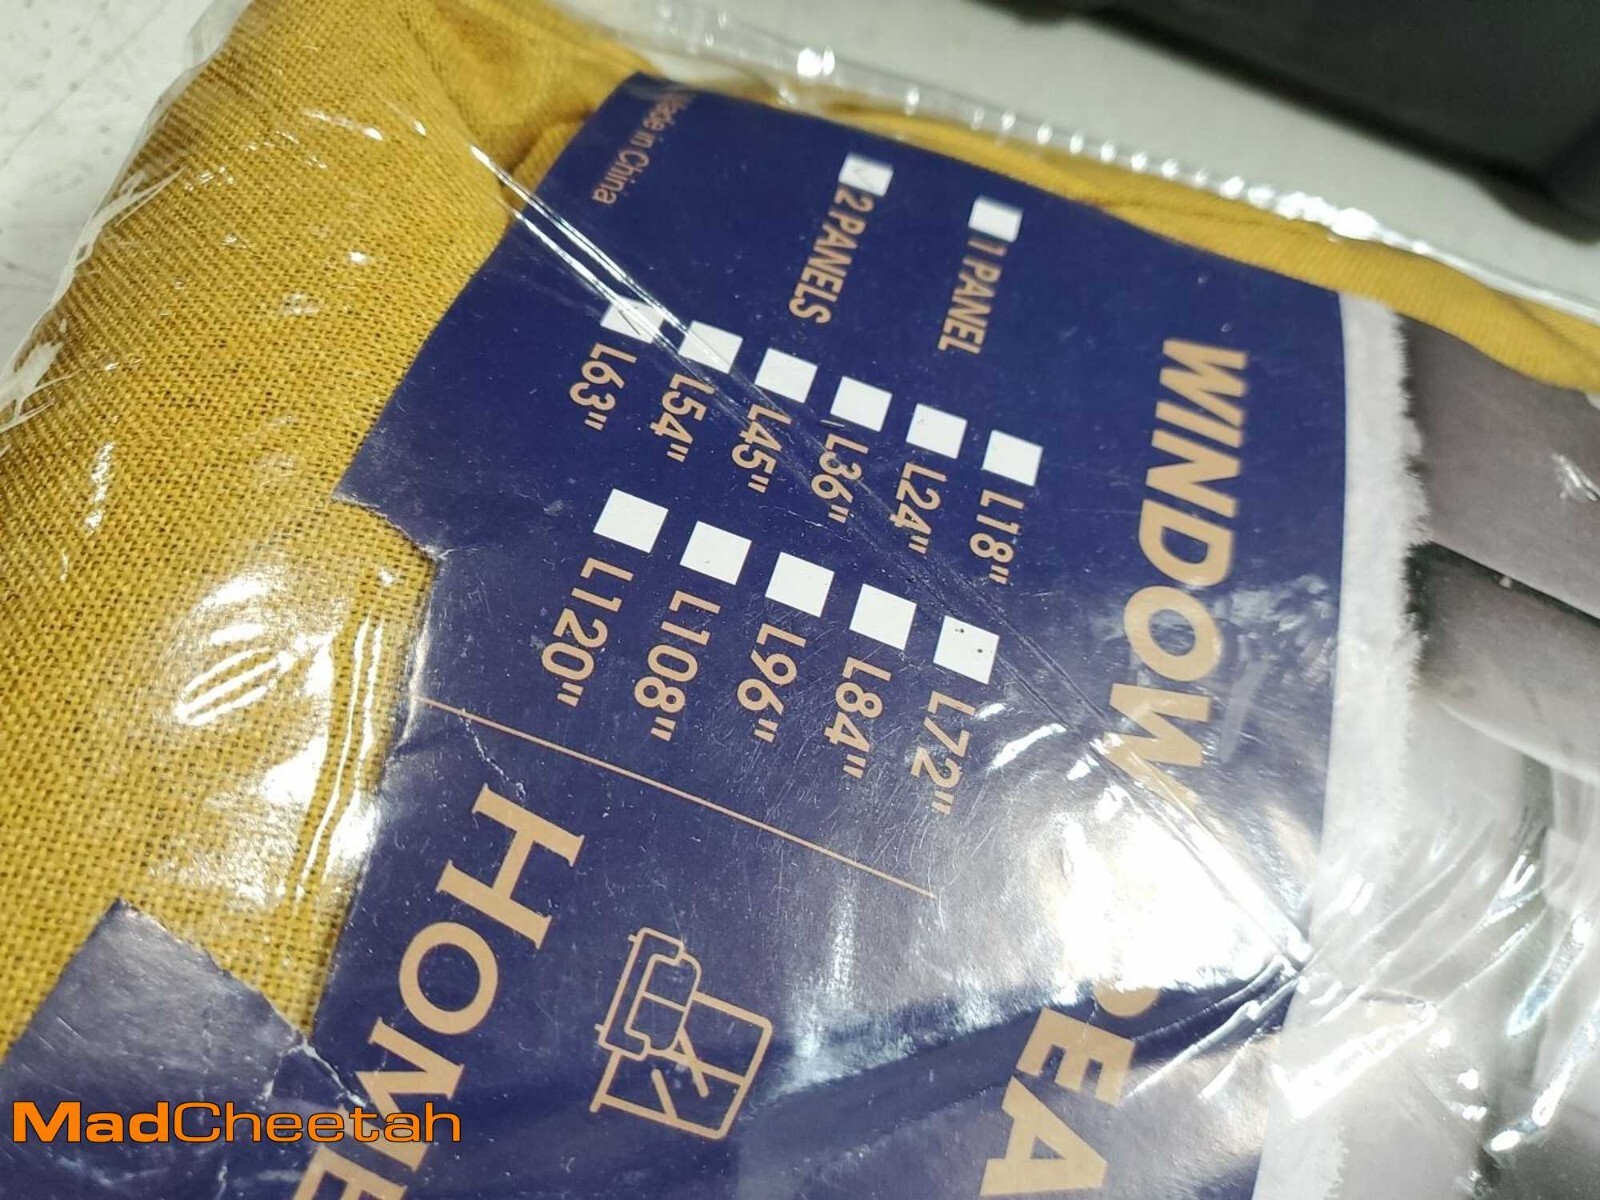 WINDOW
1 PANEL
2 PANELS
L18"
L24"
L36"
L45"
L54"
L63"
L72"
L84"
L96"
L108"
L120"
Made in China
HOME
MadCheetah